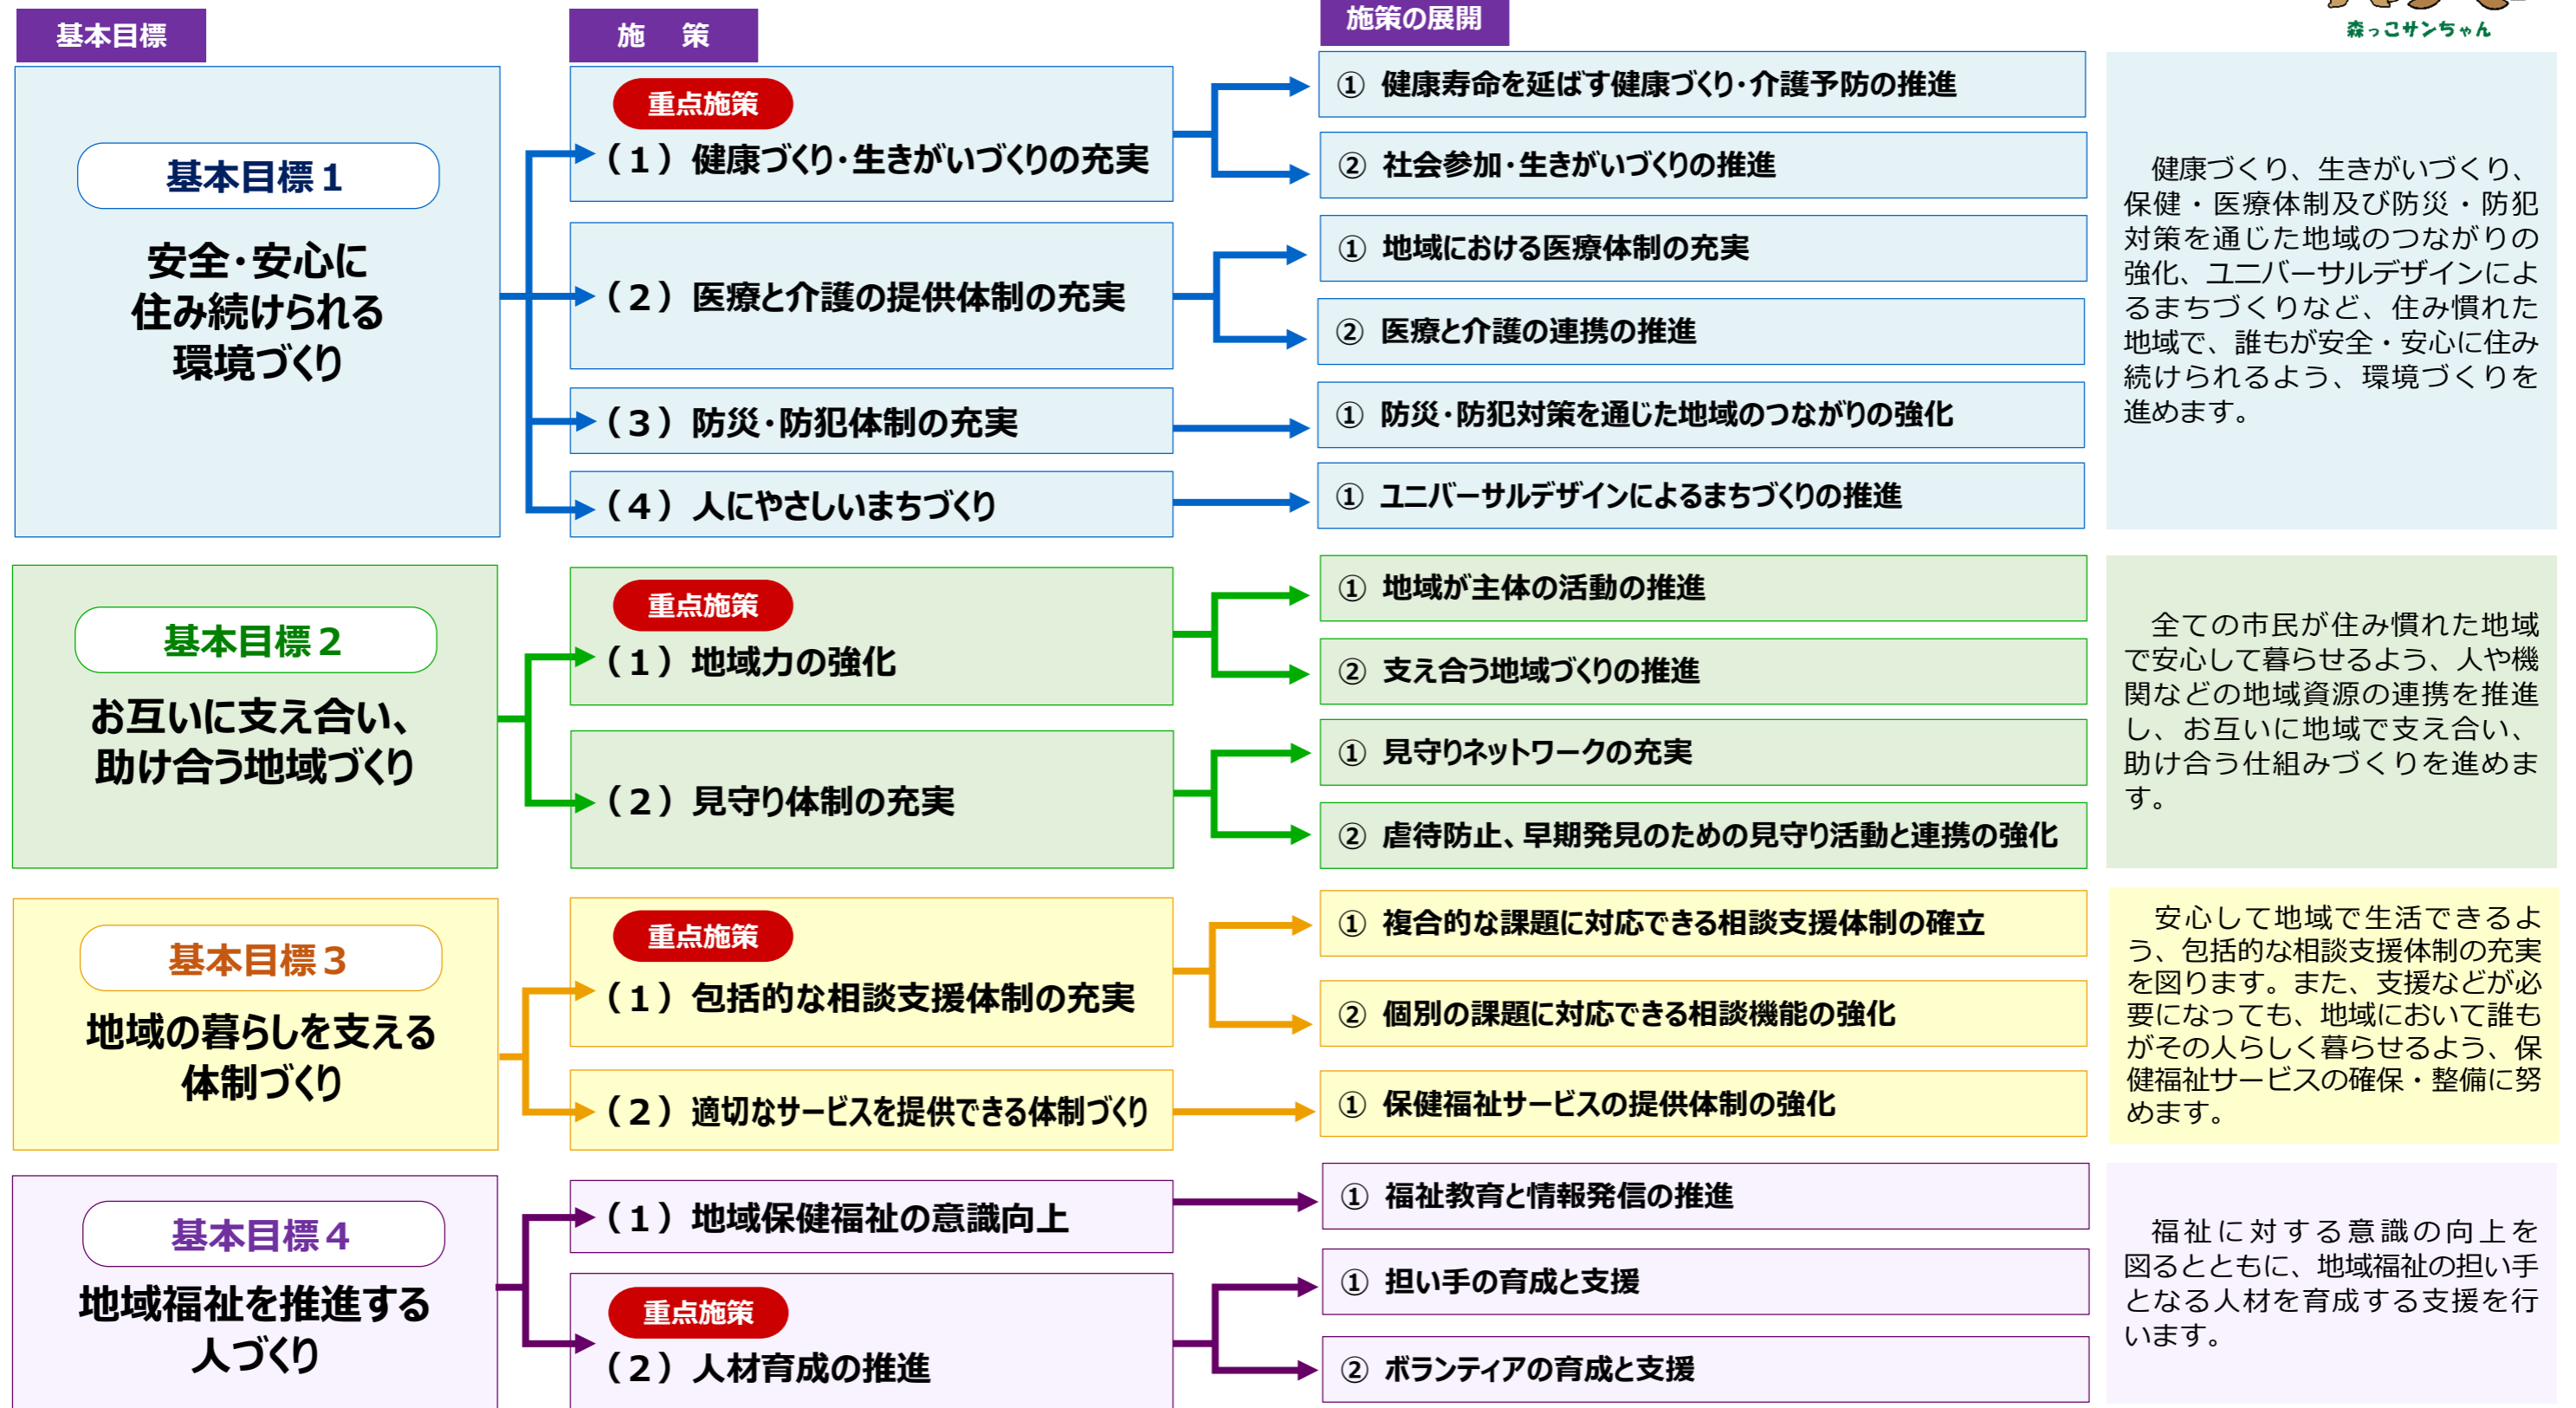 基本目標
施　策
施策の展開
森っこサンちゃん
基本目標１
安全･安心に
住み続けられる
環境づくり
重点施策
（１）健康づくり･生きがいづくりの充実
① 健康寿命を延ばす健康づくり･介護予防の推進
② 社会参加･生きがいづくりの推進
（２）医療と介護の提供体制の充実
① 地域における医療体制の充実
② 医療と介護の連携の推進
（３）防災･防犯体制の充実
① 防災･防犯対策を通じた地域のつながりの強化
（４）人にやさしいまちづくり
① ユニバーサルデザインによるまちづくりの推進
健康づくり、生きがいづくり、
保健・医療体制及び防災・防犯
対策を通じた地域のつながりの
強化、ユニバーサルデザインによ
るまちづくりなど、住み慣れた
地域で、誰もが安全・安心に住み
続けられるよう、環境づくりを
進めます。
基本目標２
お互いに支え合い、
助け合う地域づくり
重点施策
（１）地域力の強化
① 地域が主体の活動の推進
② 支え合う地域づくりの推進
（２）見守り体制の充実
① 見守りネットワークの充実
② 虐待防止、早期発見のための見守り活動と連携の強化
全ての市民が住み慣れた地域
で安心して暮らせるよう、人や機
関などの地域資源の連携を推進
し、お互いに地域で支え合い、
助け合う仕組みづくりを進めま
す。
基本目標３
地域の暮らしを支える
体制づくり
重点施策
（１）包括的な相談支援体制の充実
① 複合的な課題に対応できる相談支援体制の確立
② 個別の課題に対応できる相談機能の強化
（２）適切なサービスを提供できる体制づくり
① 保健福祉サービスの提供体制の強化
安心して地域で生活できるよ
う、包括的な相談支援体制の充実
を図ります。また、支援などが必
要になっても、地域において誰も
がその人らしく暮らせるよう、保
健福祉サービスの確保・整備に努
めます。
基本目標４
地域福祉を推進する
人づくり
（１）地域保健福祉の意識向上
① 福祉教育と情報発信の推進
重点施策
（２）人材育成の推進
① 担い手の育成と支援
② ボランティアの育成と支援
福祉に対する意識の向上を
図るとともに、地域福祉の担い手
となる人材を育成する支援を行
います。